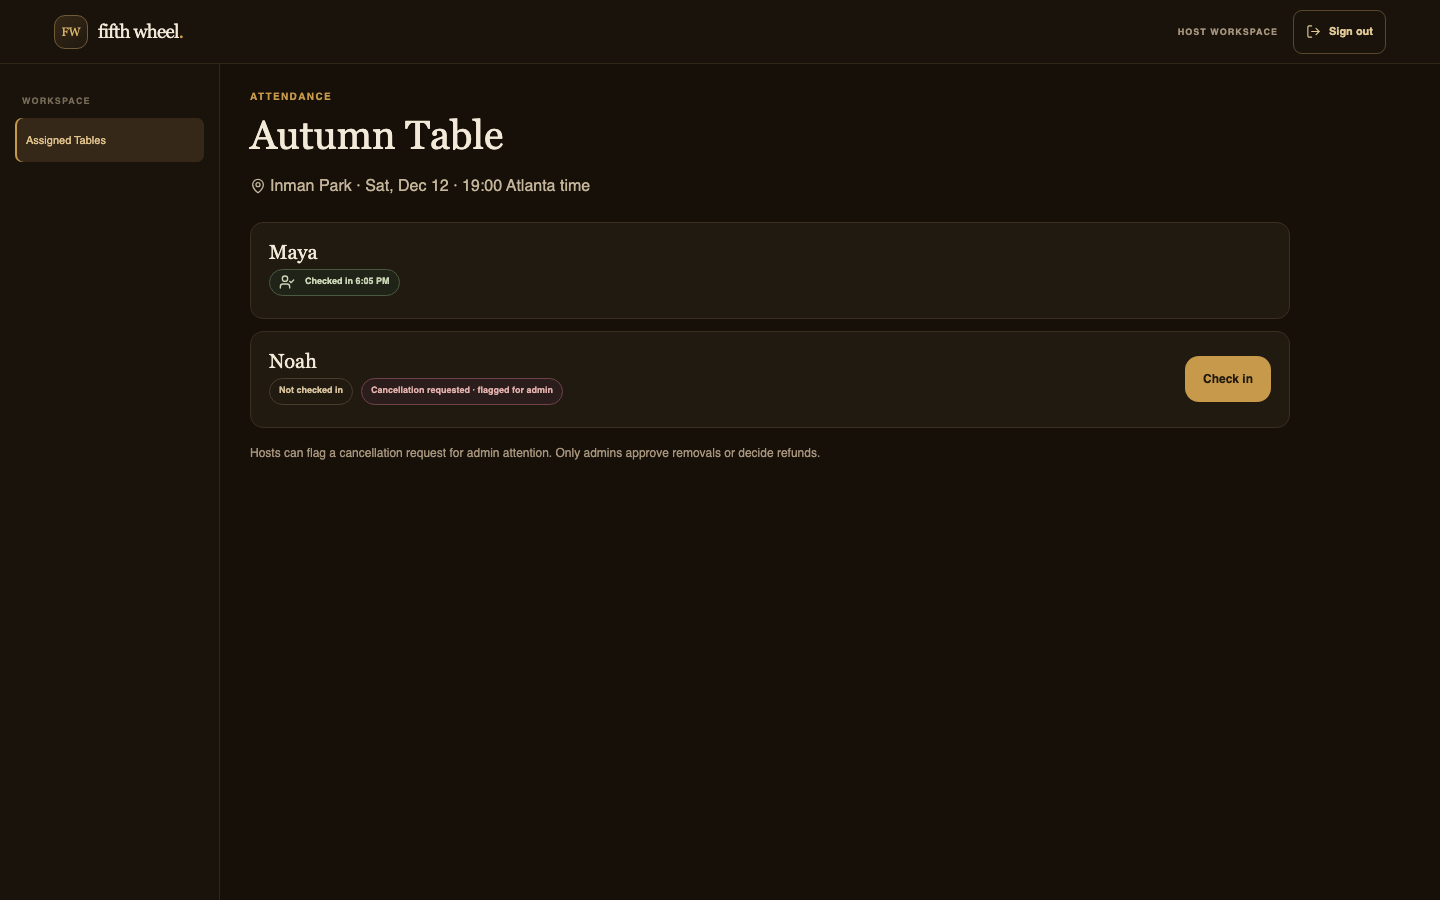 FW fifth wheel.
HOST WORKSPACE
Sign out
WORKSPACE
Assigned Tables
ATTENDANCE
Autumn Table
Inman Park · Sat, Dec 12 · 19:00 Atlanta time
Maya
Checked in 6:05 PM
Noah
Not checked in
Cancellation requested · flagged for admin
Check in
Hosts can flag a cancellation request for admin attention. Only admins approve removals or decide refunds.